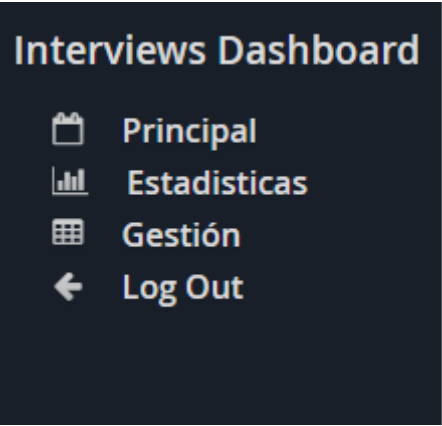 Interviews Dashboard
Principal
Estadisticas
Gestión
Log Out